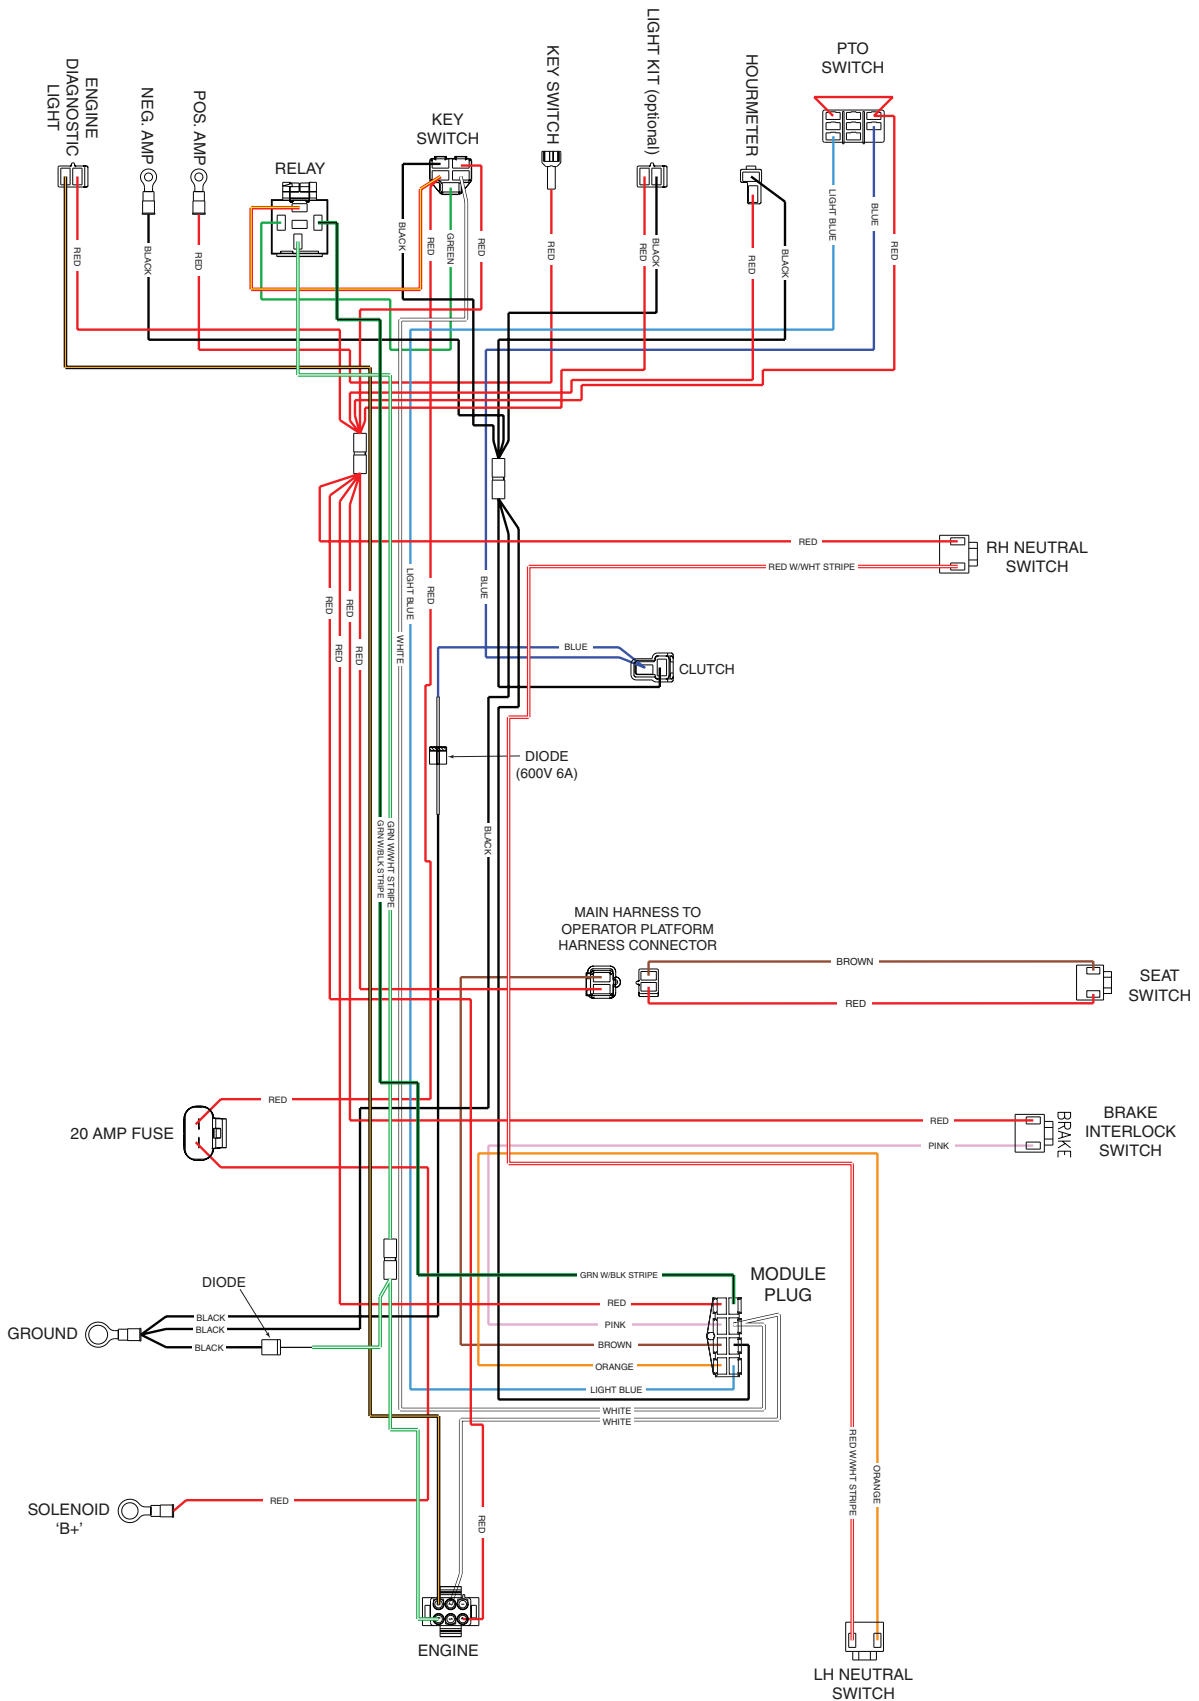 ENGINE
DIAGNOSTIC
LIGHT
NEG. AMP
POS. AMP
RELAY
KEY
SWITCH
KEY SWITCH
LIGHT KIT (optional)
HOURMETER
PTO
SWITCH
RED
BLACK
RED
BLACK
RED
GREEN
RED
RED
RED
BLACK
RED
BLACK
LIGHT BLUE
BLUE
RED
RED
RH NEUTRAL
SWITCH
RED W/WHT STRIPE
RED
RED
RED
RED
WHITE
LIGHT BLUE
RED
BLUE
BLUE
CLUTCH
DIODE
(600V 6A)
GRN W/BLK STRIPE
GRN W/WHT STRIPE
BLACK
MAIN HARNESS TO
OPERATOR PLATFORM
HARNESS CONNECTOR
BROWN
RED
SEAT
SWITCH
RED
20 AMP FUSE
RED
PINK
BRAKE
BRAKE
INTERLOCK
SWITCH
DIODE
GROUND
BLACK
BLACK
BLACK
GRN W/BLK STRIPE
MODULE
PLUG
RED
PINK
BROWN
ORANGE
LIGHT BLUE
WHITE
WHITE
RED W/WHT STRIPE
ORANGE
SOLENOID
'B+'
RED
RED
ENGINE
LH NEUTRAL
SWITCH